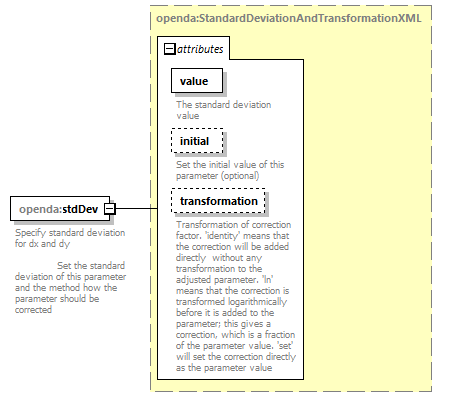 openda:StandardDeviationAndTransformationXML
attributes
value
The standard deviation
value
initial
Set the initial value of this
parameter (optional)
transformation
Transformation of correction
factor. 'identity' means that
the correction will be added
directly without any
transformation to the
adjusted parameter. 'ln'
means that the correction is
transformed logarithmically
before it is added to the
parameter; this gives a
correction, which is a fraction
of the parameter value. 'set'
will set the correction directly
as the parameter value
openda:stdDev
Specify standard deviation
for dx and dy
Set the standard
deviation of this parameter
and the method how the
parameter should be
corrected